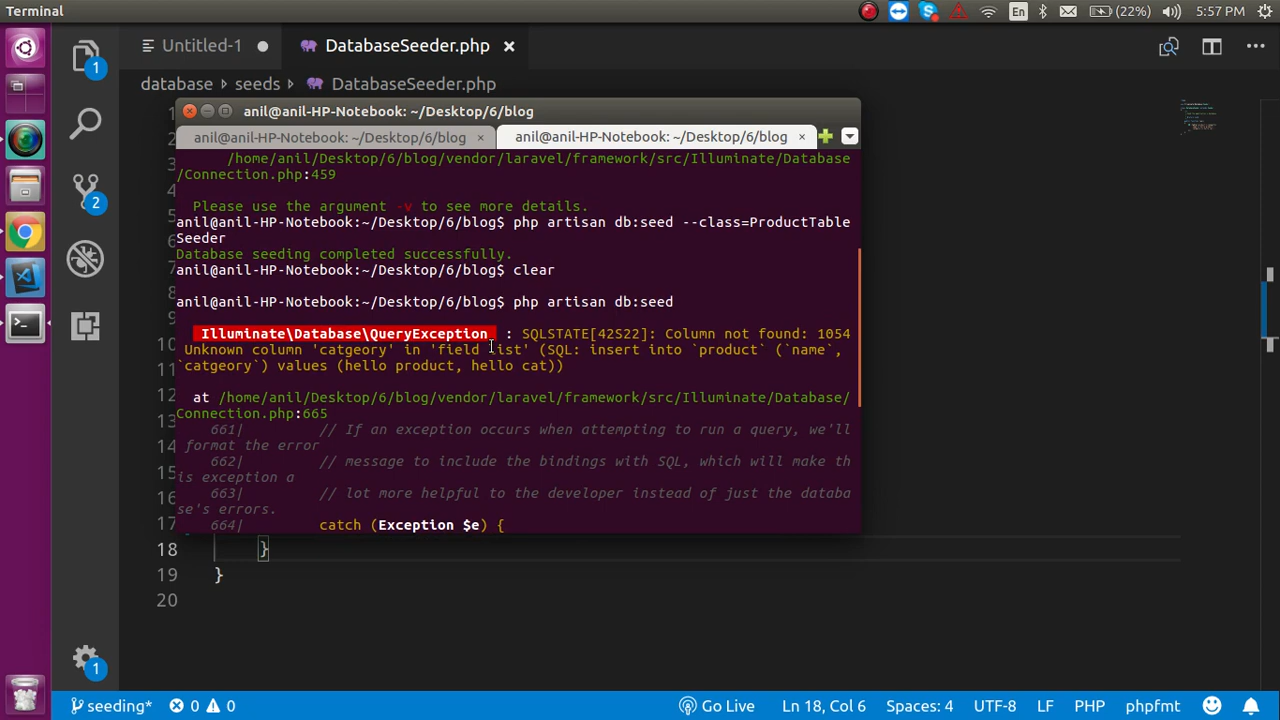 Terminal
En
(22%)
5:57 PM
Untitled-1
DatabaseSeeder.php
database > seeds > DatabaseSeeder.php
anil@anil-HP-Notebook: ~/Desktop/6/blog
anil@anil-HP-Notebook: ~/Desktop/6/blog
anil@anil-HP-Notebook: ~/Desktop/6/blog
/home/anil/Desktop/6/blog/vendor/laravel/framework/src/Illuminate/Database
/Connection.php:459
Please use the argument -v to see more details.
anil@anil-HP-Notebook:~/Desktop/6/blog$ php artisan db:seed --class=ProductTable
Seeder
Database seeding completed successfully.
anil@anil-HP-Notebook:~/Desktop/6/blog$ clear
anil@anil-HP-Notebook:~/Desktop/6/blog$ php artisan db:seed
Illuminate\Database\QueryException : SQLSTATE[42S22]: Column not found: 1054
Unknown column 'catgeory' in 'field list' (SQL: insert into `product` (`name`,
`catgeory`) values (hello product, hello cat))
at /home/anil/Desktop/6/blog/vendor/laravel/framework/src/Illuminate/Database/
Connection.php:665
661| // If an exception occurs when attempting to run a query, we'll
format the error
662| // message to include the bindings with SQL, which will make th
is exception a
663| // lot more helpful to the developer instead of just the databa
se's errors.
664| catch (Exception $e) {
18 }
19 }
20
1
2
1
seeding*
0
0
Go Live
Ln 18, Col 6
Spaces: 4
UTF-8
LF
PHP
phpfmt